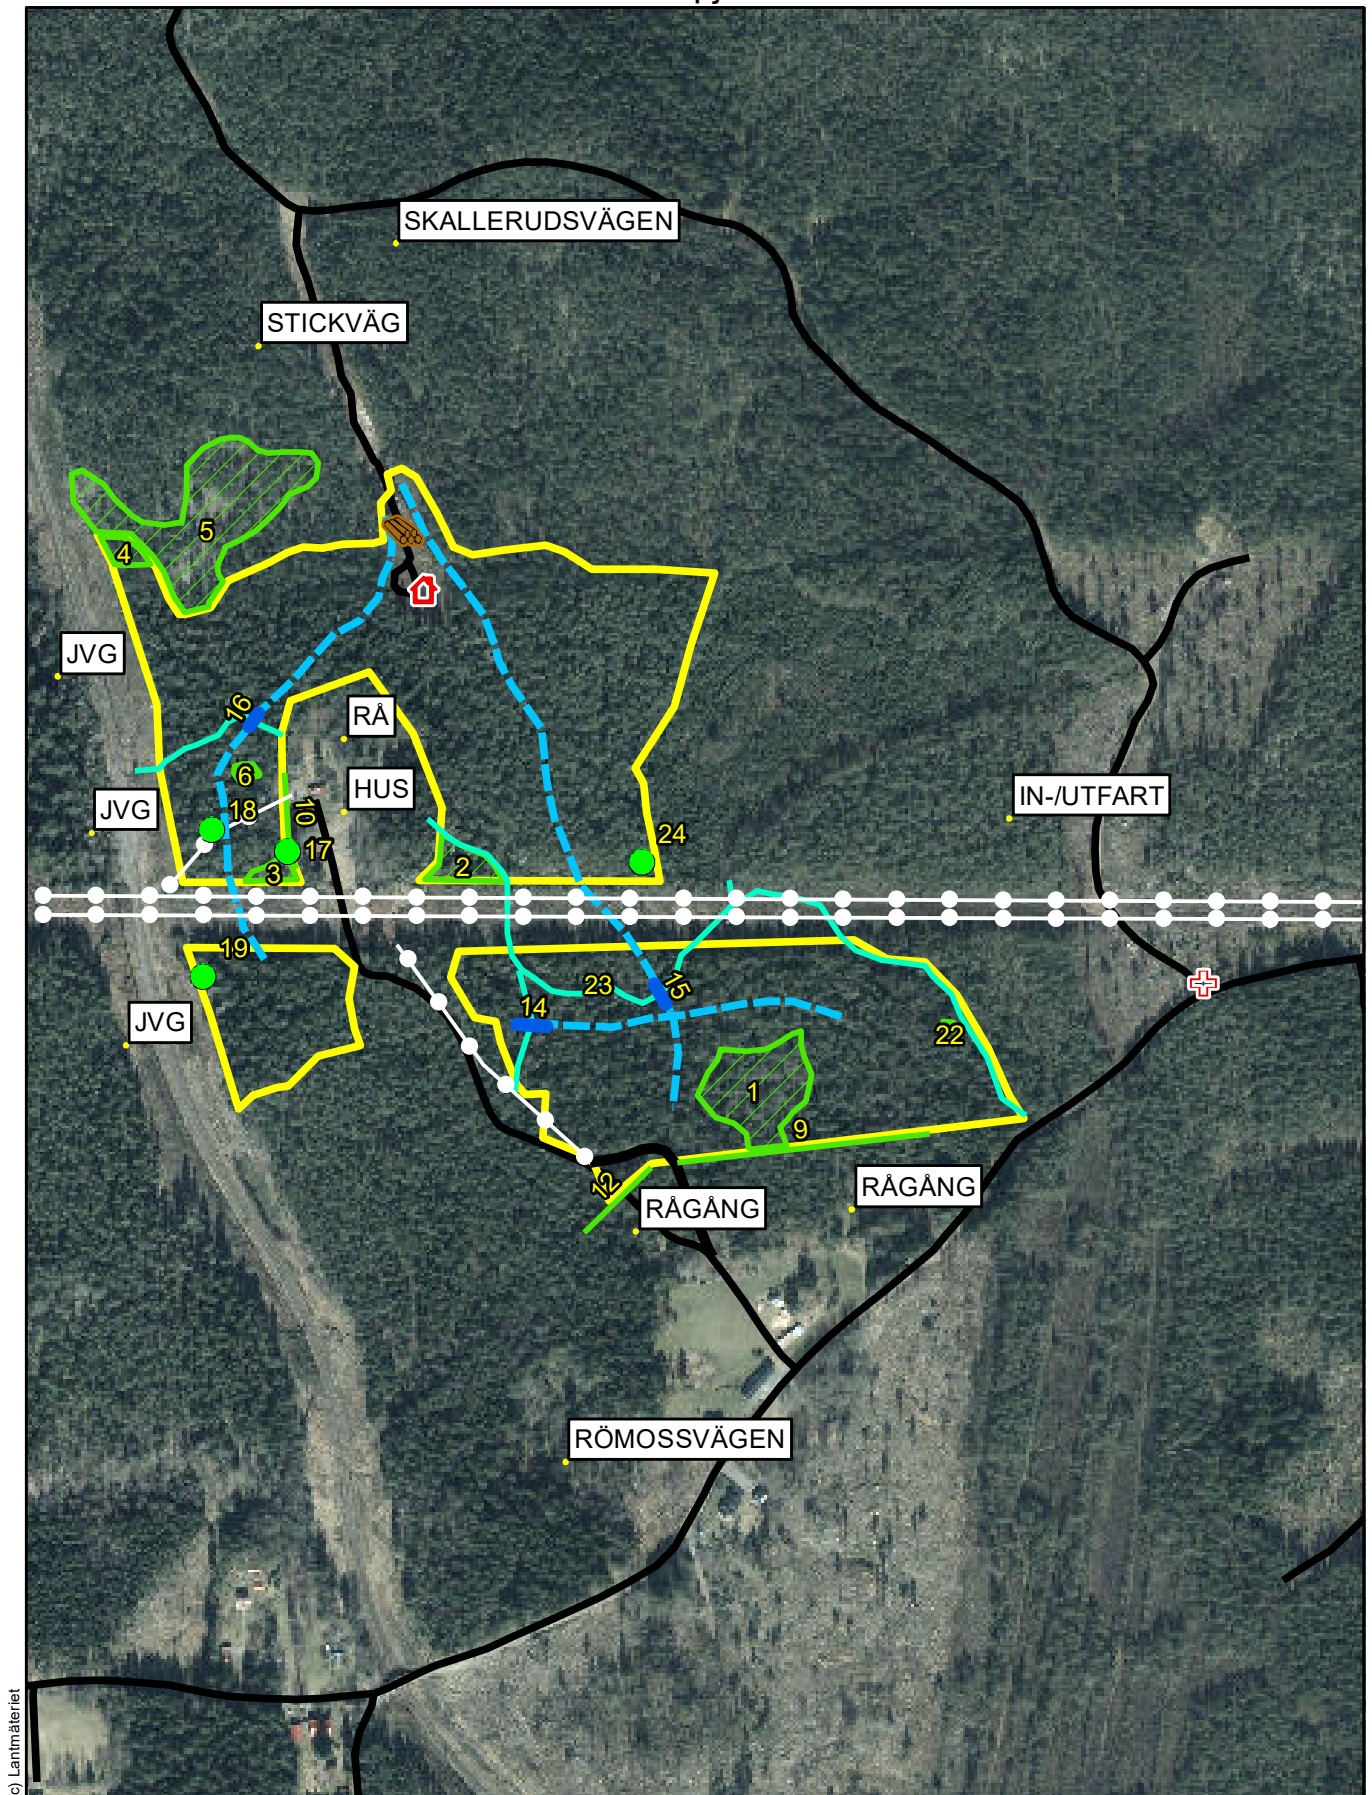 SKALLERUDSVÄGEN
STICKVÄG
5
4
JVG
16
RÅ
6
HUS
IN-/UTFART
JVG
18
10
17
24
3
2
19
23
15
14
JVG
22
1
9
12
RÅGÅNG
RÅGÅNG
RÖMOSSVÄGEN
c) Lantmäteriet